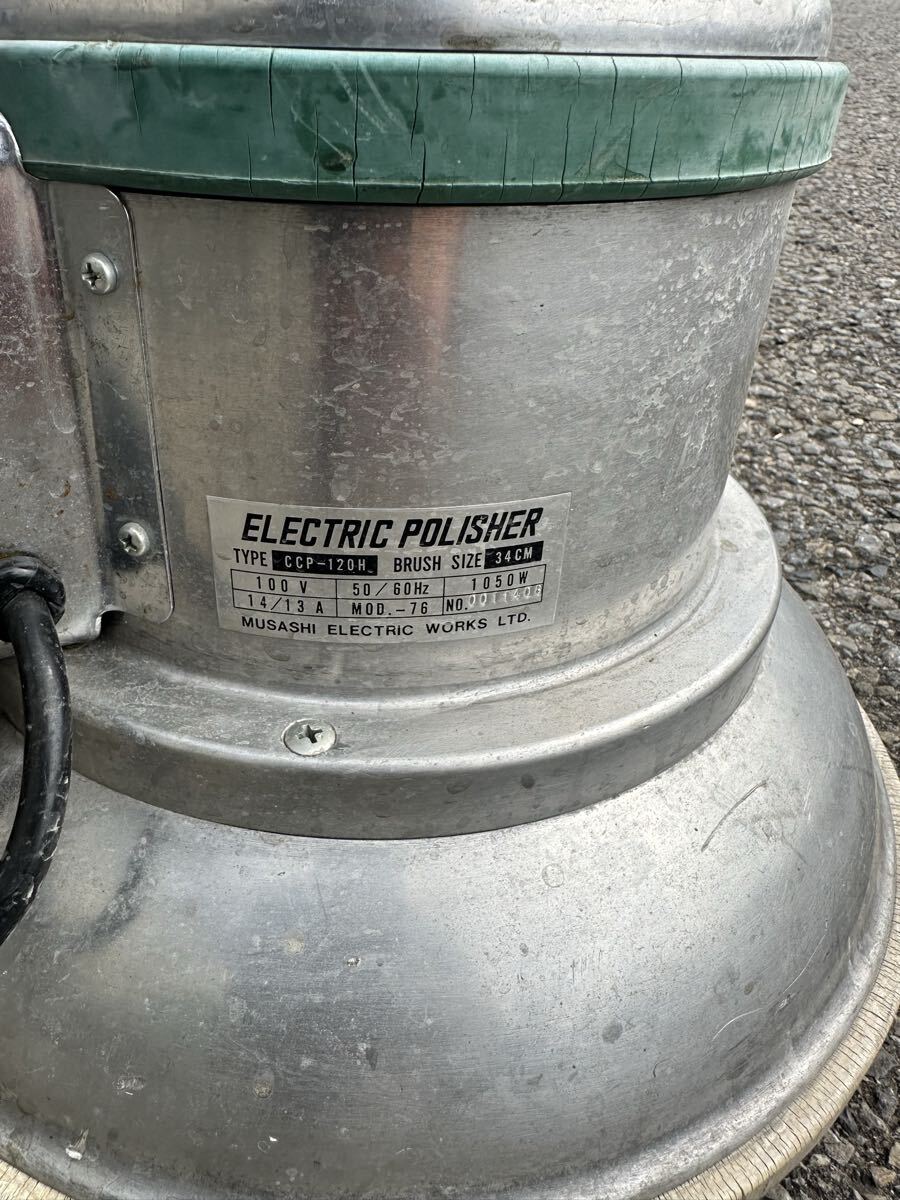 ELECTRIC POLISHER
TYPE CCP-120H BRUSH SIZE 34CM
100 V 50/60Hz 1050W
14/13 A MOD.-76 NO.
MUSASHI ELECTRIC WORKS LTD.